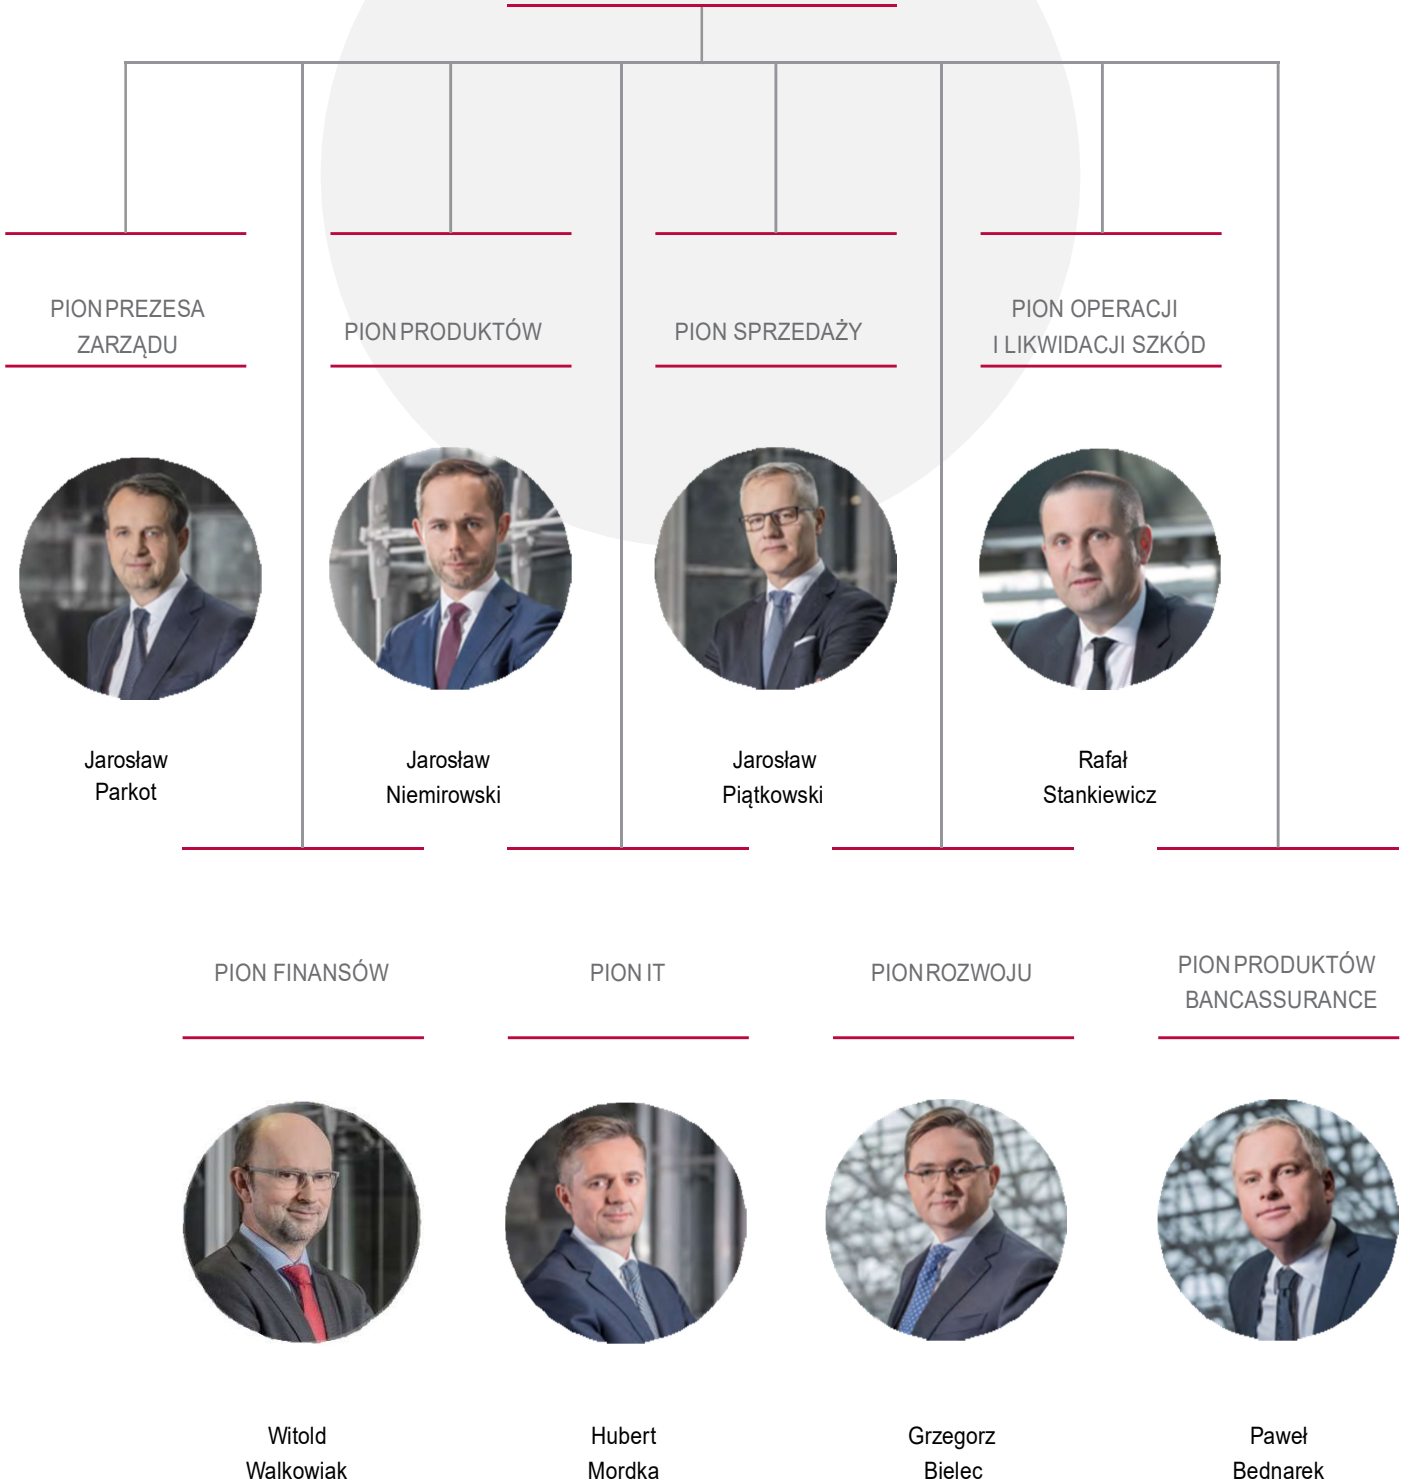 PION PREZESA
ZARZĄDU
PION PRODUKTÓW
PION SPRZEDAŻY
PION OPERACJI
I LIKWIDACJI SZKÓD
Jarosław
Parkot
Jarosław
Niemirowski
Jarosław
Piątkowski
Rafał
Stankiewicz
PION FINANSÓW
PION IT
PION ROZWOJU
PION PRODUKTÓW
BANCASSURANCE
Witold
Walkowiak
Hubert
Mordka
Grzegorz
Bielec
Paweł
Bednarek